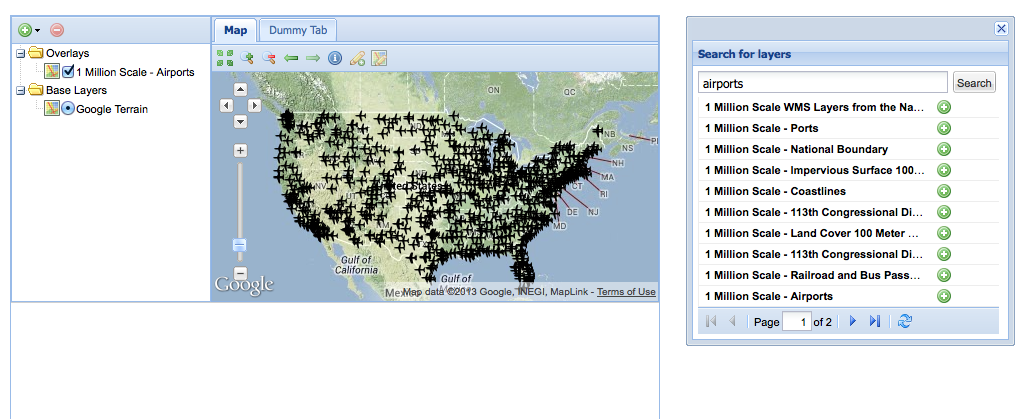 Map
Dummy Tab
Overlays
1 Million Scale - Airports
Base Layers
Google Terrain
ON
QC
NB
NS
NH
MA
CT
RI
NJ
DE
MD
NV
United States
Gulf of
California
Gulf of
Mexico
Google
Map data ©2013 Google, INEGI, MapLink - Terms of Use
Search for layers
airports
Search
1 Million Scale WMS Layers from the Na...
1 Million Scale - Ports
1 Million Scale - National Boundary
1 Million Scale - Impervious Surface 100...
1 Million Scale - Coastlines
1 Million Scale - 113th Congressional Di...
1 Million Scale - Land Cover 100 Meter ...
1 Million Scale - 113th Congressional Di...
1 Million Scale - Railroad and Bus Pass...
1 Million Scale - Airports
Page 1 of 2